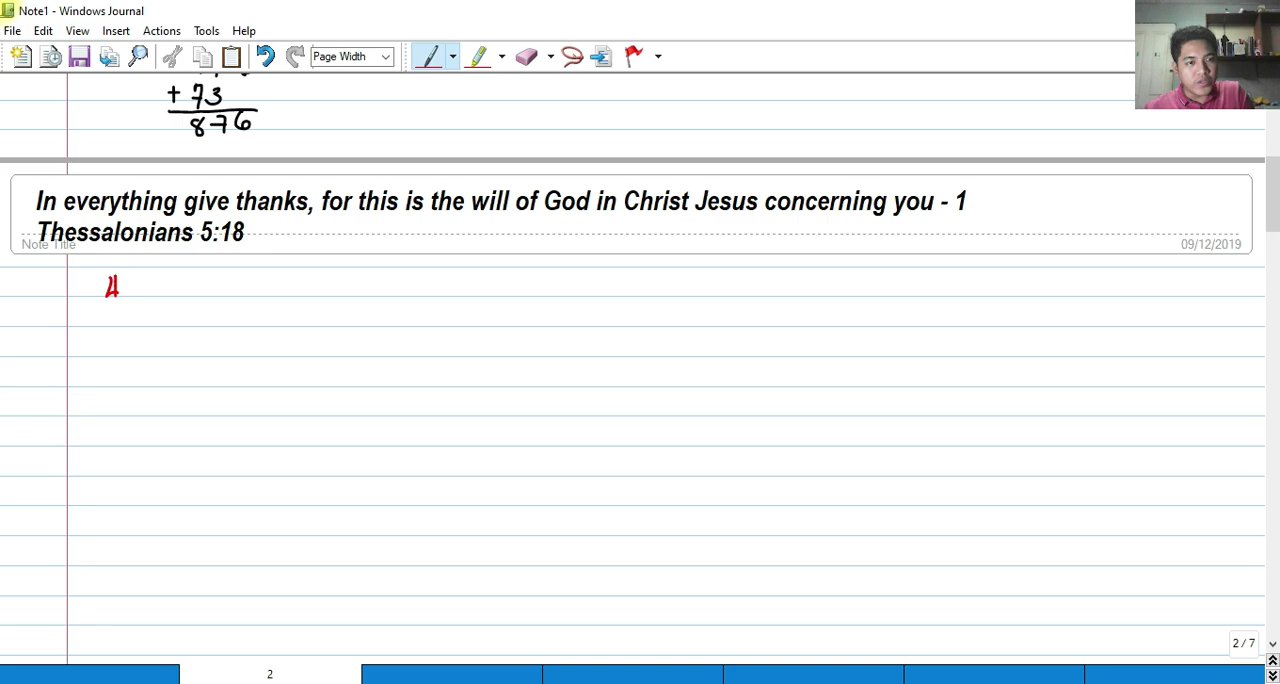 Note1 - Windows Journal
File Edit View Insert Actions Tools Help
Page Width
+ 73
876
In everything give thanks, for this is the will of God in Christ Jesus concerning you - 1
Thessalonians 5:18
Note Title
09/12/2019
4
2 / 7
2